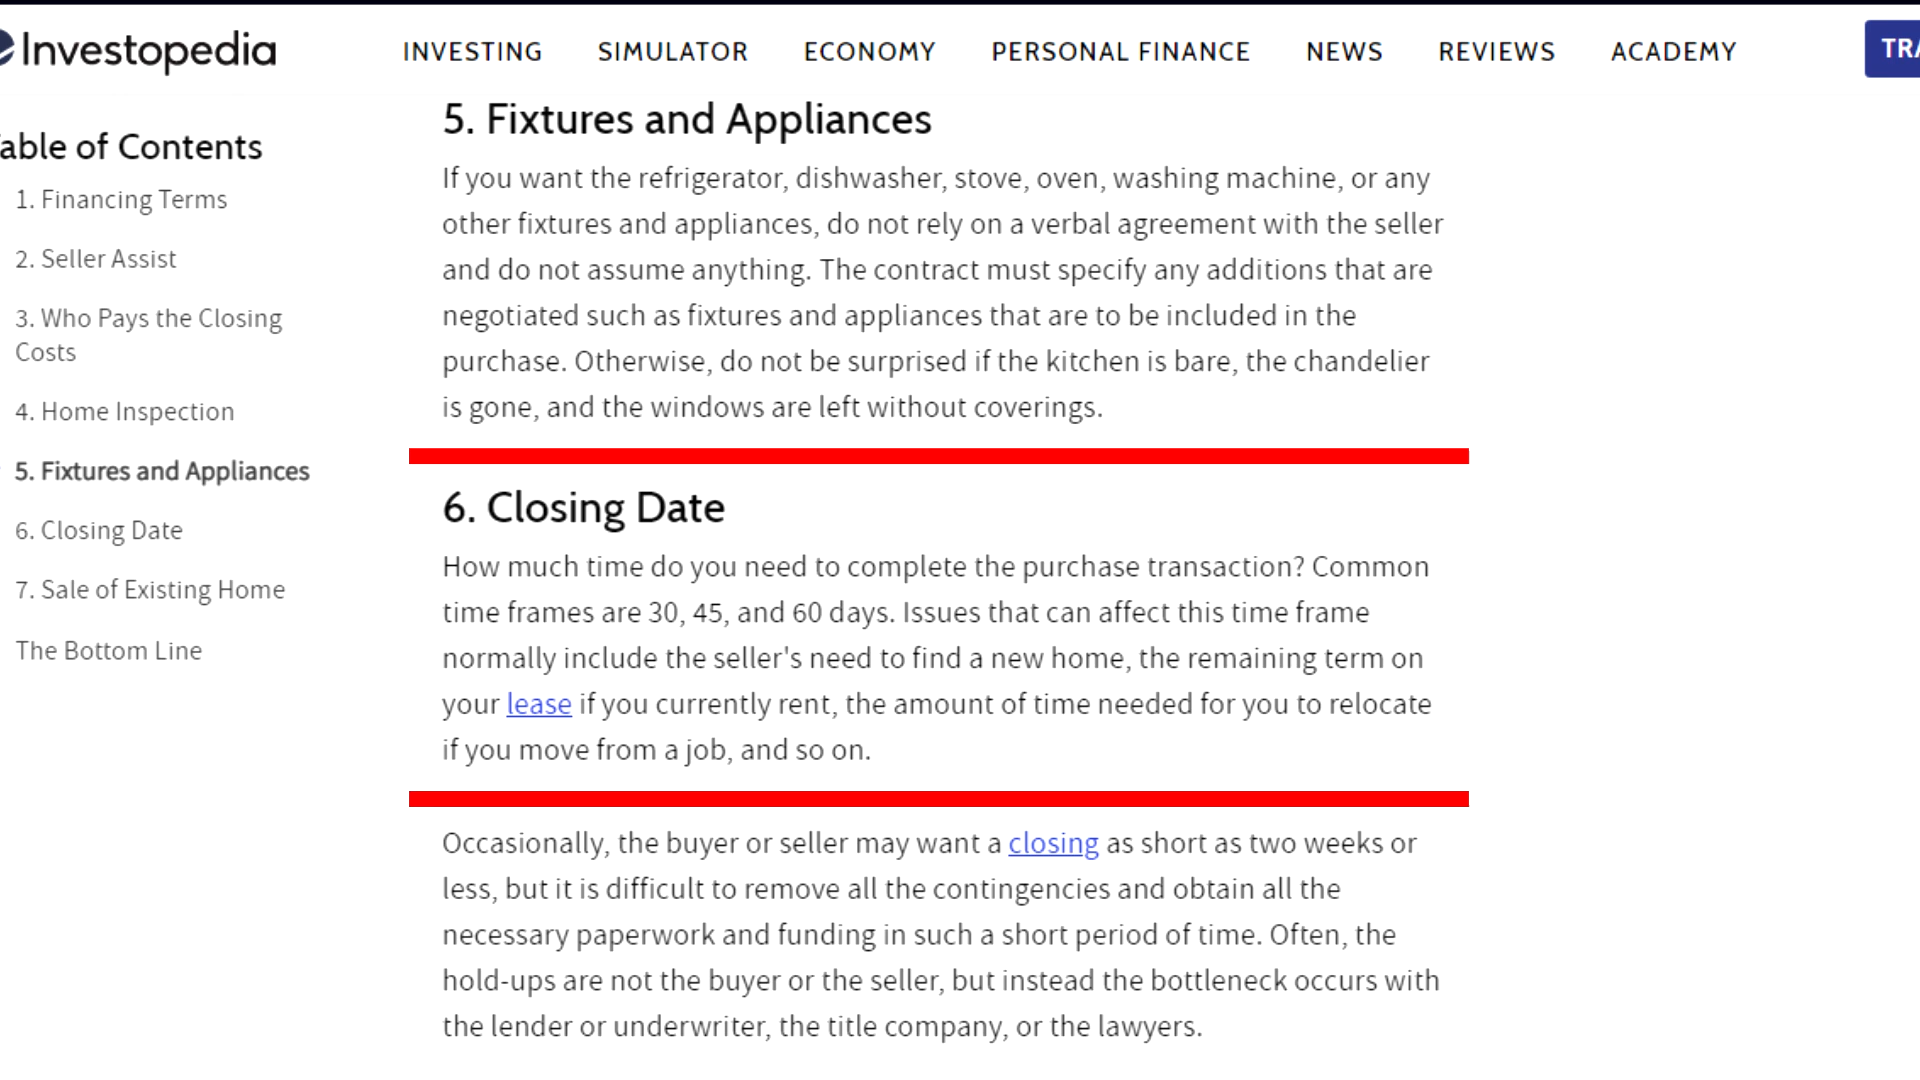 Investopedia
INVESTING SIMULATOR ECONOMY PERSONAL FINANCE NEWS REVIEWS ACADEMY TRA
able of Contents
1. Financing Terms
2. Seller Assist
3. Who Pays the Closing
Costs
4. Home Inspection
5. Fixtures and Appliances
6. Closing Date
7. Sale of Existing Home
The Bottom Line
5. Fixtures and Appliances
If you want the refrigerator, dishwasher, stove, oven, washing machine, or any
other fixtures and appliances, do not rely on a verbal agreement with the seller
and do not assume anything. The contract must specify any additions that are
negotiated such as fixtures and appliances that are to be included in the
purchase. Otherwise, do not be surprised if the kitchen is bare, the chandelier
is gone, and the windows are left without coverings.
6. Closing Date
How much time do you need to complete the purchase transaction? Common
time frames are 30, 45, and 60 days. Issues that can affect this time frame
normally include the seller's need to find a new home, the remaining term on
your lease if you currently rent, the amount of time needed for you to relocate
if you move from a job, and so on.
Occasionally, the buyer or seller may want a closing as short as two weeks or
less, but it is difficult to remove all the contingencies and obtain all the
necessary paperwork and funding in such a short period of time. Often, the
hold-ups are not the buyer or the seller, but instead the bottleneck occurs with
the lender or underwriter, the title company, or the lawyers.